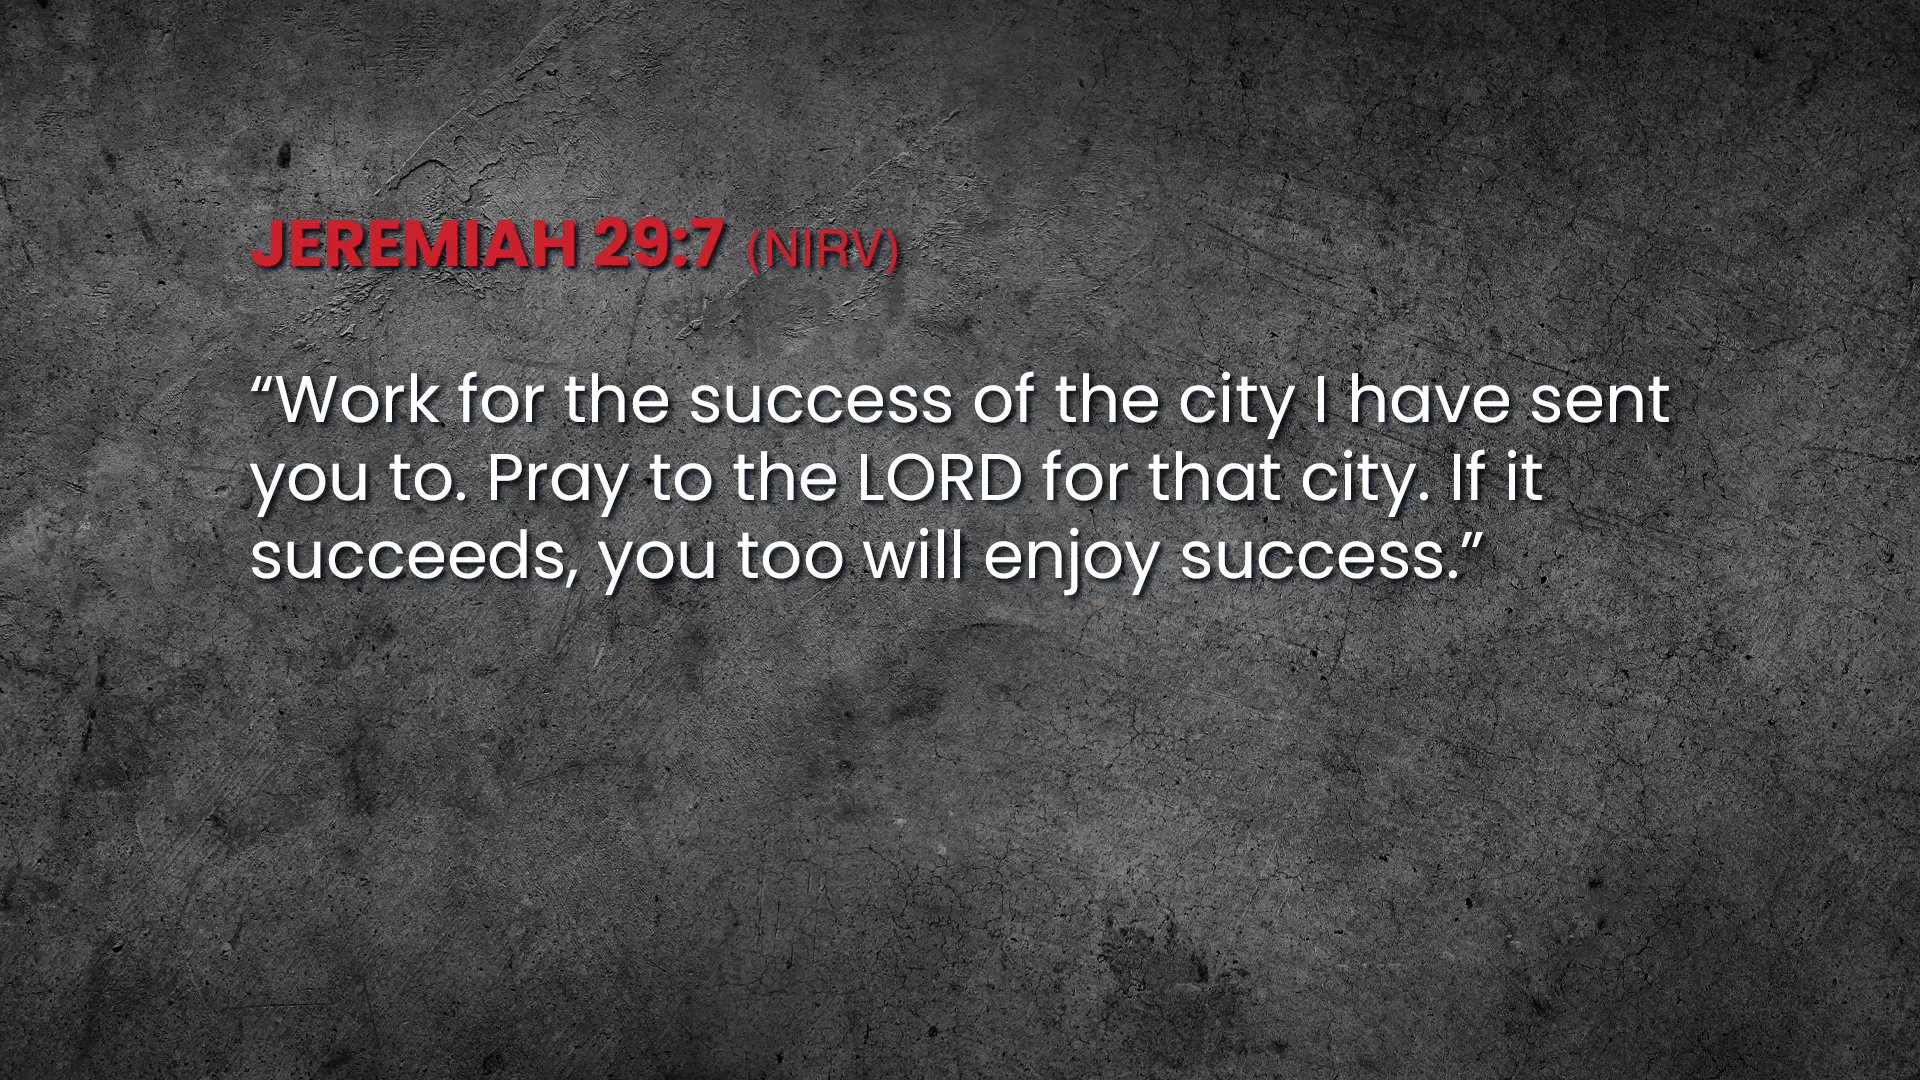 JEREMIAH 29:7 (NIRV)
“Work for the success of the city I have sent
you to. Pray to the LORD for that city. If it
succeeds, you too will enjoy success.”